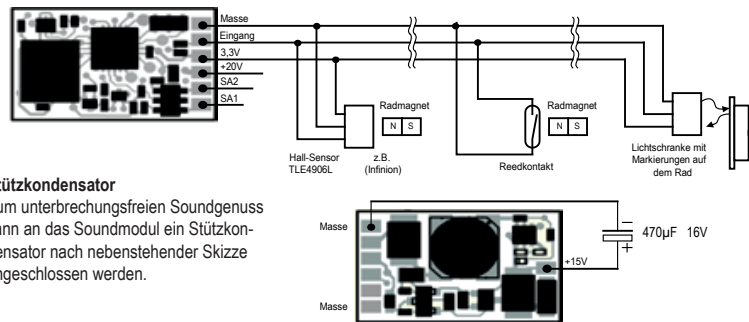 Masse
Eingang
3,3V
+20V
SA2
SA1
Radmagnet
N S
Hall-Sensor
TLE4906L
z.B.
(Infinion)
Radmagnet
N S
Reedkontakt
Lichtschranke mit
Markierungen auf
dem Rad
tützkondensator
um unterbrechungsfreien Soundgenuss
ann an das Soundmodul ein Stützkon-
ensator nach nebenstehender Skizze
ngeschlossen werden.
Masse
+15V
470µF 16V
Masse